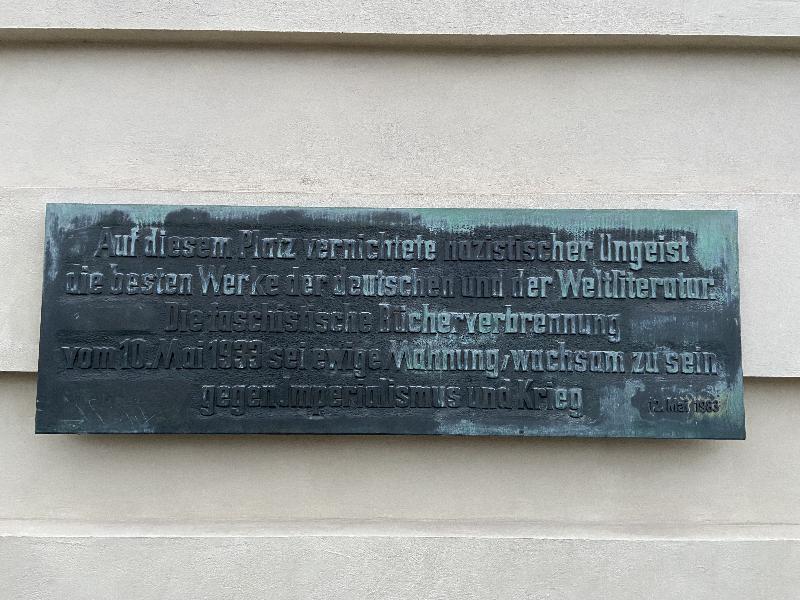 Auf diesem Platz vernichtete nazistischer Ungeist
die besten Werke der deutschen und der Weltliteratur.
Die faschistische Bücherverbrennung
vom 10. Mai 1933 sei ewige Mahnung, wachsam zu sein
gegen Imperialismus und Krieg
12. Mai 1983